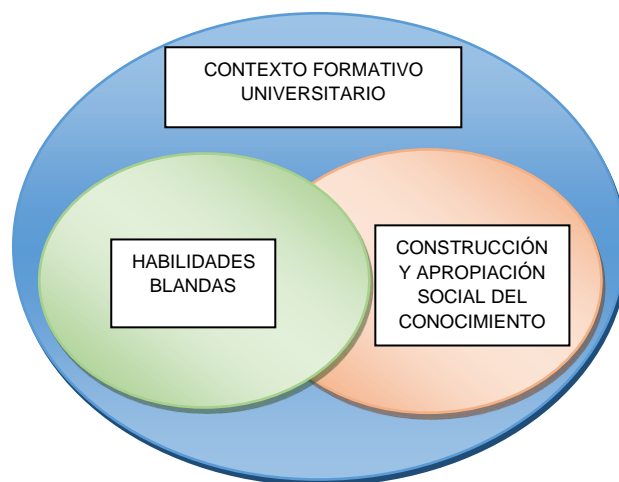 CONTEXTO FORMATIVO
UNIVERSITARIO
HABILIDADES
BLANDAS
CONSTRUCCIÓN
Y APROPIACIÓN
SOCIAL DEL
CONOCIMIENTO